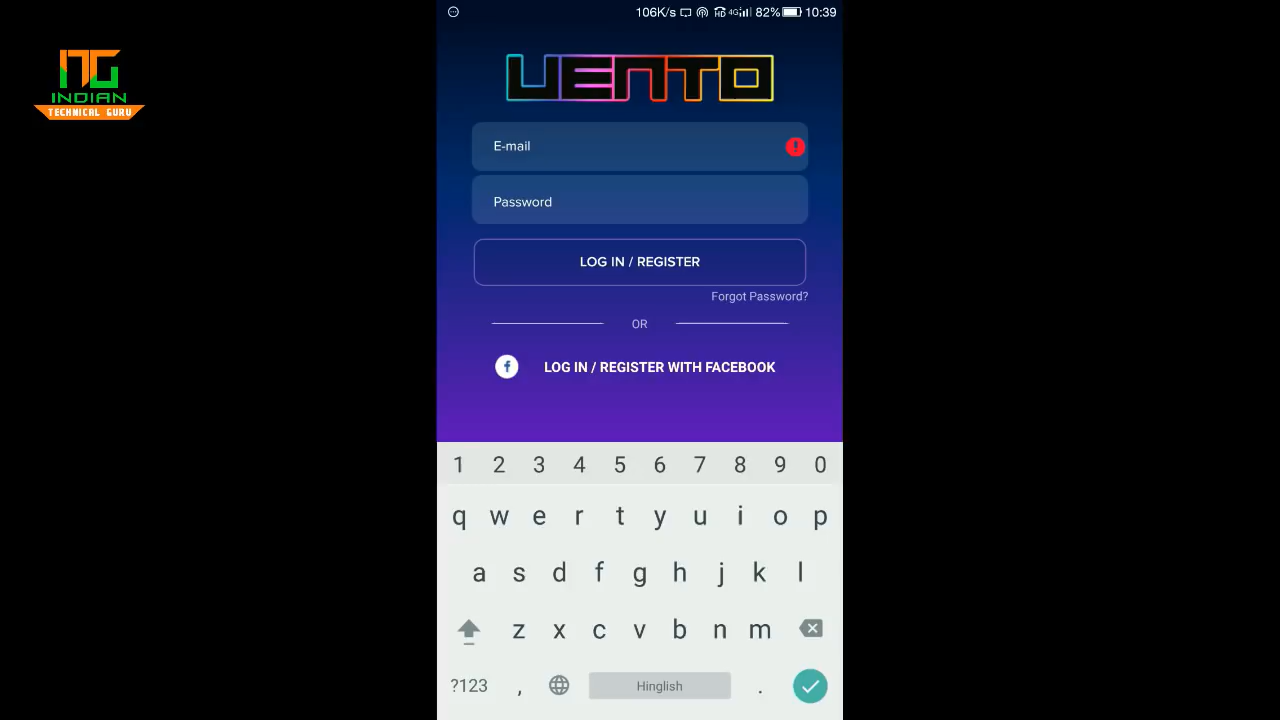 106K/s 4G 82% 10:39
ITG
INDIAN
TECHNICAL GURU
VENTO
E-mail
Password
LOG IN / REGISTER
Forgot Password?
OR
f LOG IN / REGISTER WITH FACEBOOK
1 2 3 4 5 6 7 8 9 0
q w e r t y u i o p
a s d f g h j k l
z x c v b n m
?123 , Hinglish .